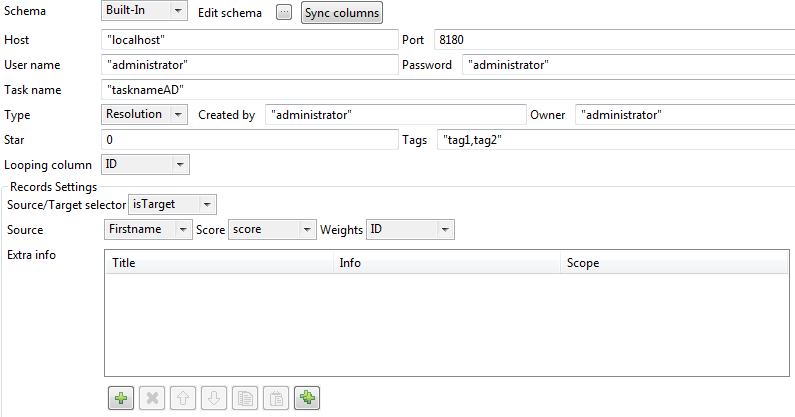 Schema Built-In Edit schema ... Sync columns
Host "localhost" Port 8180
User name "administrator" Password "administrator"
Task name "tasknameAD"
Type Resolution Created by "administrator" Owner "administrator"
Star 0 Tags "tag1,tag2"
Looping column ID
Records Settings
Source/Target selector isTarget
Source Firstname Score score Weights ID
Extra info Title Info Scope